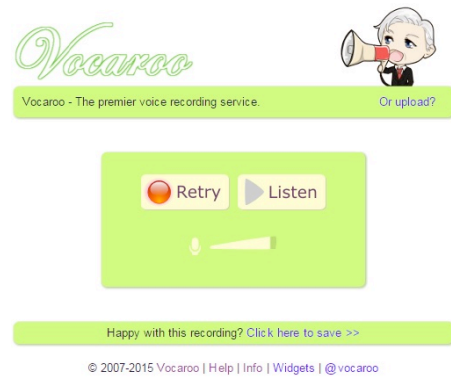 Vocaroo
Vocaroo - The premier voice recording service. Or upload?
Retry Listen
Happy with this recording? Click here to save >>
© 2007-2015 Vocaroo | Help | Info | Widgets | @vocaroo